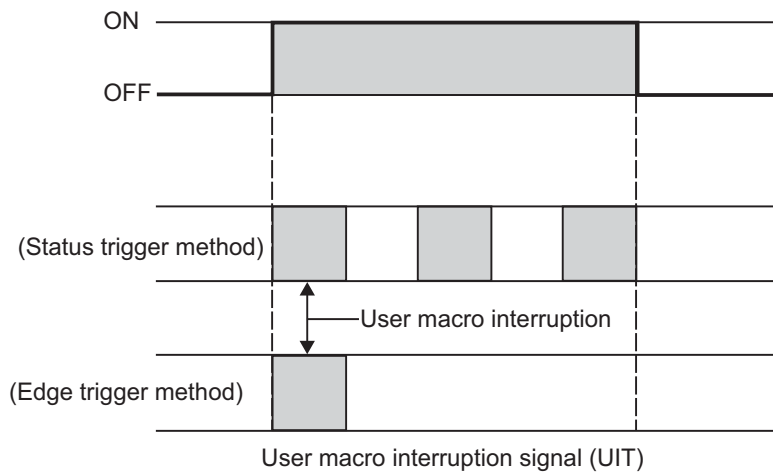 ON
OFF
(Status trigger method)
User macro interruption
(Edge trigger method)
User macro interruption signal (UIT)